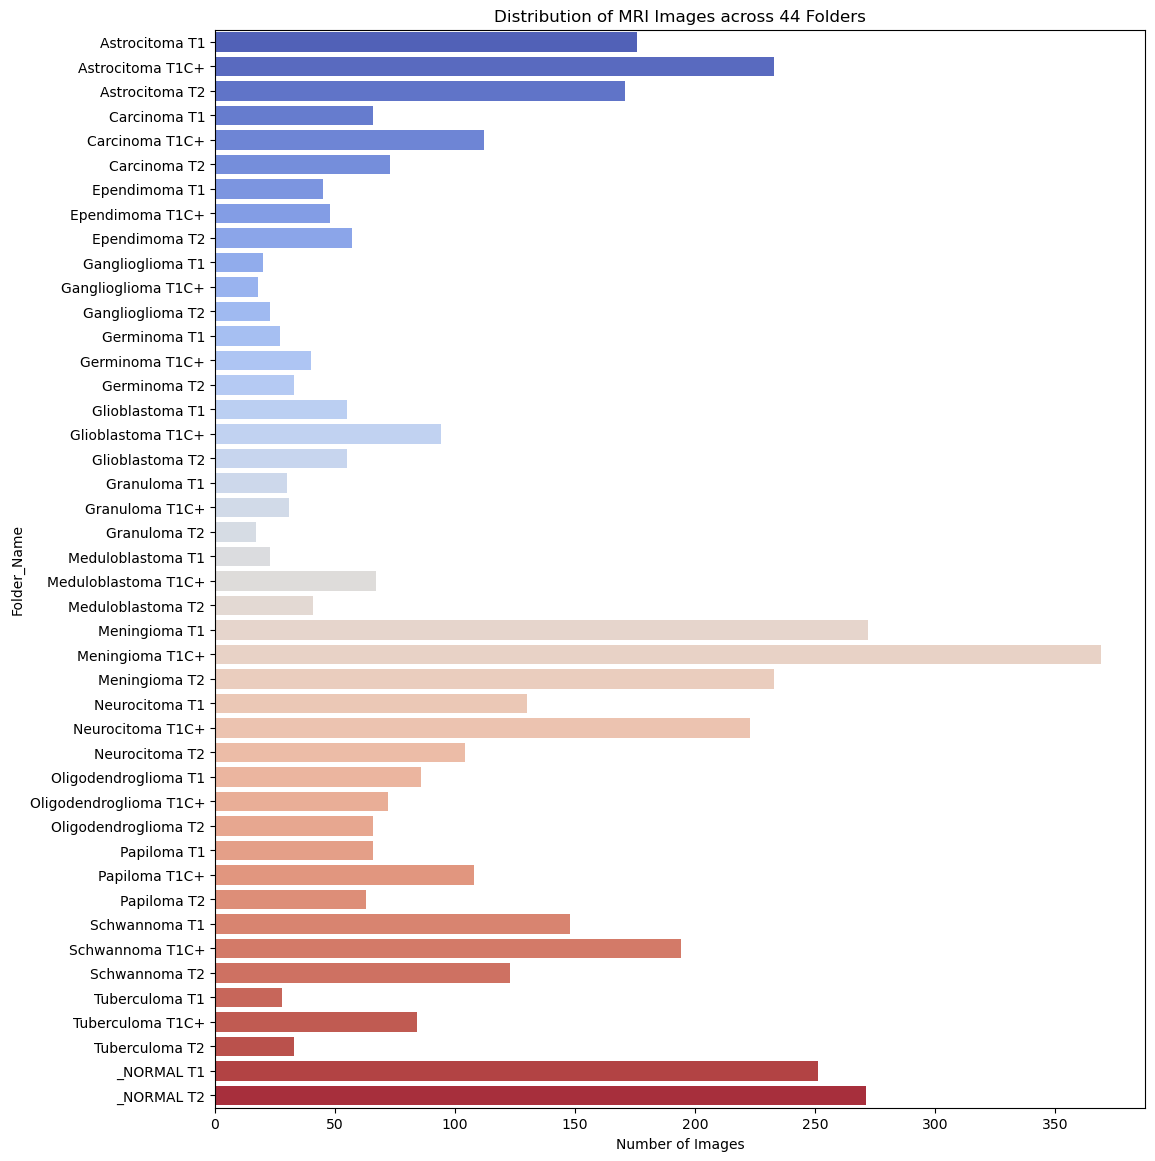 Distribution of MRI Images across 44 Folders
Astrocitoma T1
Astrocitoma T1C+
Astrocitoma T2
Carcinoma T1
Carcinoma T1C+
Carcinoma T2
Ependimoma T1
Ependimoma T1C+
Ependimoma T2
Ganglioglioma T1
Ganglioglioma T1C+
Ganglioglioma T2
Germinoma T1
Germinoma T1C+
Germinoma T2
Glioblastoma T1
Glioblastoma T1C+
Glioblastoma T2
Granuloma T1
Granuloma T1C+
Granuloma T2
Meduloblastoma T1
Meduloblastoma T1C+
Meduloblastoma T2
Meningioma T1
Meningioma T1C+
Meningioma T2
Neurocitoma T1
Neurocitoma T1C+
Neurocitoma T2
Oligodendroglioma T1
Oligodendroglioma T1C+
Oligodendroglioma T2
Papiloma T1
Papiloma T1C+
Papiloma T2
Schwannoma T1
Schwannoma T1C+
Schwannoma T2
Tuberculoma T1
Tuberculoma T1C+
Tuberculoma T2
_NORMAL T1
_NORMAL T2
Folder_Name
0 50 100 150 200 250 300 350
Number of Images